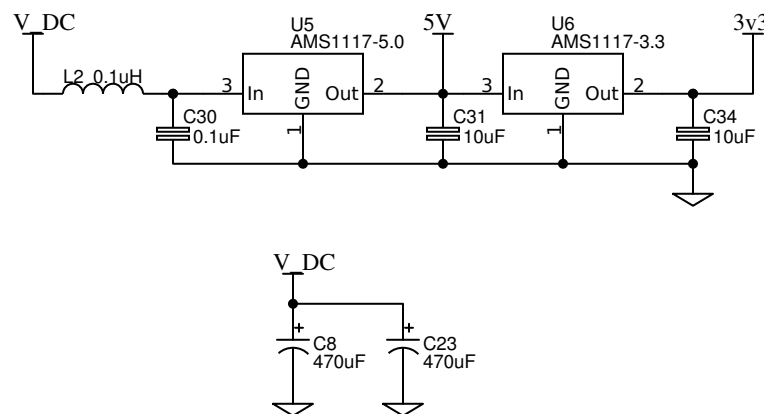 V_DC
L2 0.1uH
C30
0.1uF
U5
AMS1117-5.0
3
In
GND
Out
2
1
5V
C31
10uF
U6
AMS1117-3.3
3
In
GND
Out
2
1
3v3
C34
10uF
V_DC
+
C8
470uF
+
C23
470uF